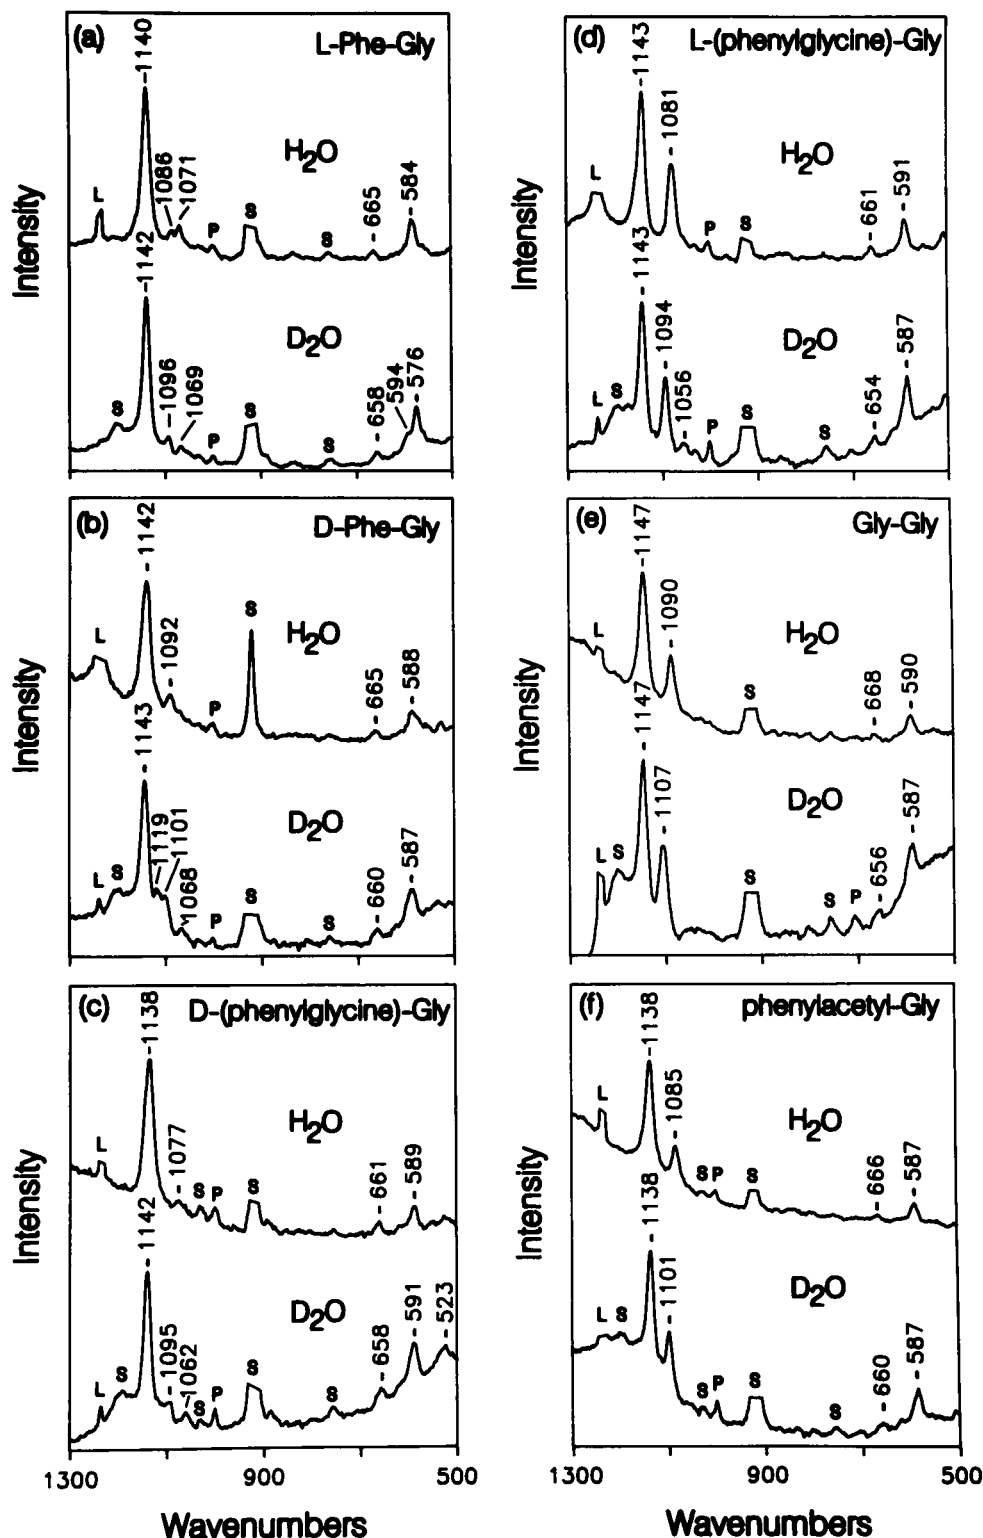 (a) L-Phe-Gly
Intensity
L
1140
1086
1071
P
S
S
665
584
H2O
S
1142
1096
1069
P
S
S
658
594
576
D2O
(b) D-Phe-Gly
Intensity
L
1142
1092
P
S
665
588
H2O
L
S
1143
1119
1101
1068
P
S
S
660
587
D2O
(c) D-(phenylglycine)-Gly
Intensity
L
1138
1077
S
P
S
661
589
H2O
L
S
1142
1095
1062
S
P
S
S
658
591
523
D2O
1300 900 500
Wavenumbers
(d) L-(phenylglycine)-Gly
Intensity
L
1143
1081
P
S
661
591
H2O
L
S
1143
1094
1056
P
S
S
654
587
D2O
(e) Gly-Gly
Intensity
L
1147
1090
S
668
590
H2O
L
S
1147
1107
S
S
P
656
587
D2O
(f) phenylacetyl-Gly
Intensity
L
1138
1085
S
P
S
666
587
H2O
L
S
1138
1101
S
P
S
S
660
587
D2O
1300 900 500
Wavenumbers